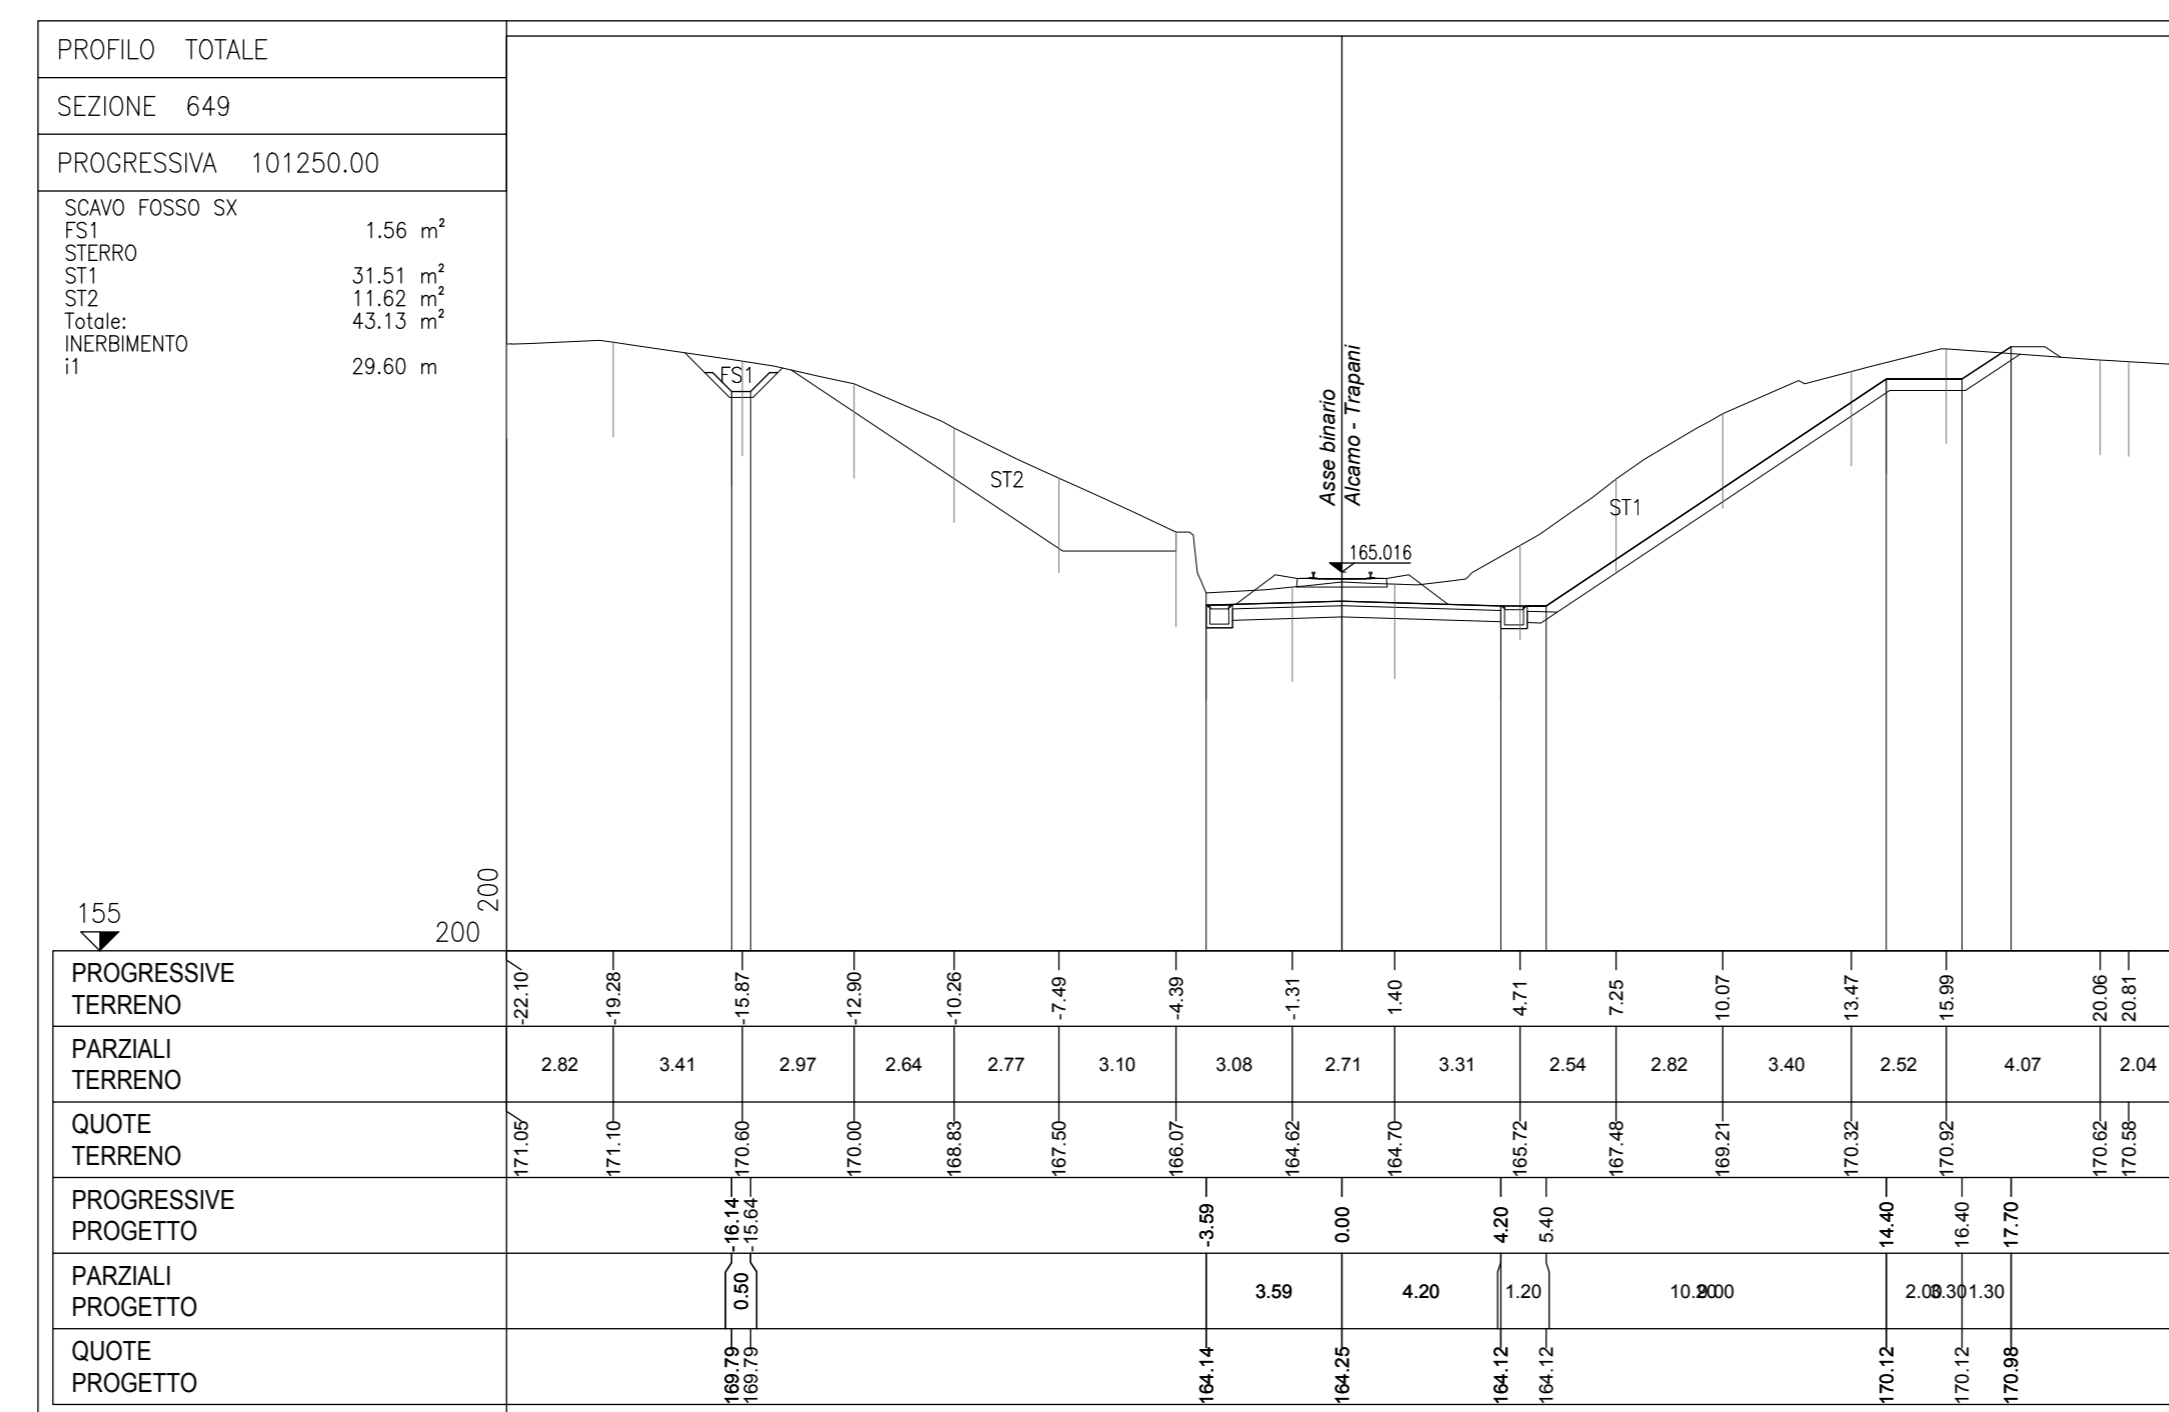 PROFILO TOTALE
SEZIONE 649
PROGRESSIVA 101250.00
SCAVO FOSSO SX
FS1 1.56 m²
STERRO
ST1 31.51 m²
ST2 11.62 m²
Totale: 43.13 m²
INERBIMENTO
i1 29.60 m
FS1
ST2
Asse binario
Alcamo - Trapani
165.016
ST1
155
200
200
PROGRESSIVE
TERRENO
-22.10 -19.28 -15.87 -12.90 -10.26 -7.49 -4.39 -1.31 1.40 4.71 7.25 10.07 13.47 15.99 20.06 20.81
PARZIALI
TERRENO
2.82 3.41 2.97 2.64 2.77 3.10 3.08 2.71 3.31 2.54 2.82 3.40 2.52 4.07 2.04
QUOTE
TERRENO
171.05 171.10 170.60 170.00 168.83 167.50 166.07 164.62 164.70 165.72 167.48 169.21 170.32 170.92 170.62 170.58
PROGRESSIVE
PROGETTO
-16.14 -15.64 -3.59 0.00 4.20 5.40 14.40 16.40 17.70
PARZIALI
PROGETTO
0.50 3.59 4.20 1.20 1.30
QUOTE
PROGETTO
169.79 169.79 164.14 164.25 164.12 164.12 170.12 170.12 170.98